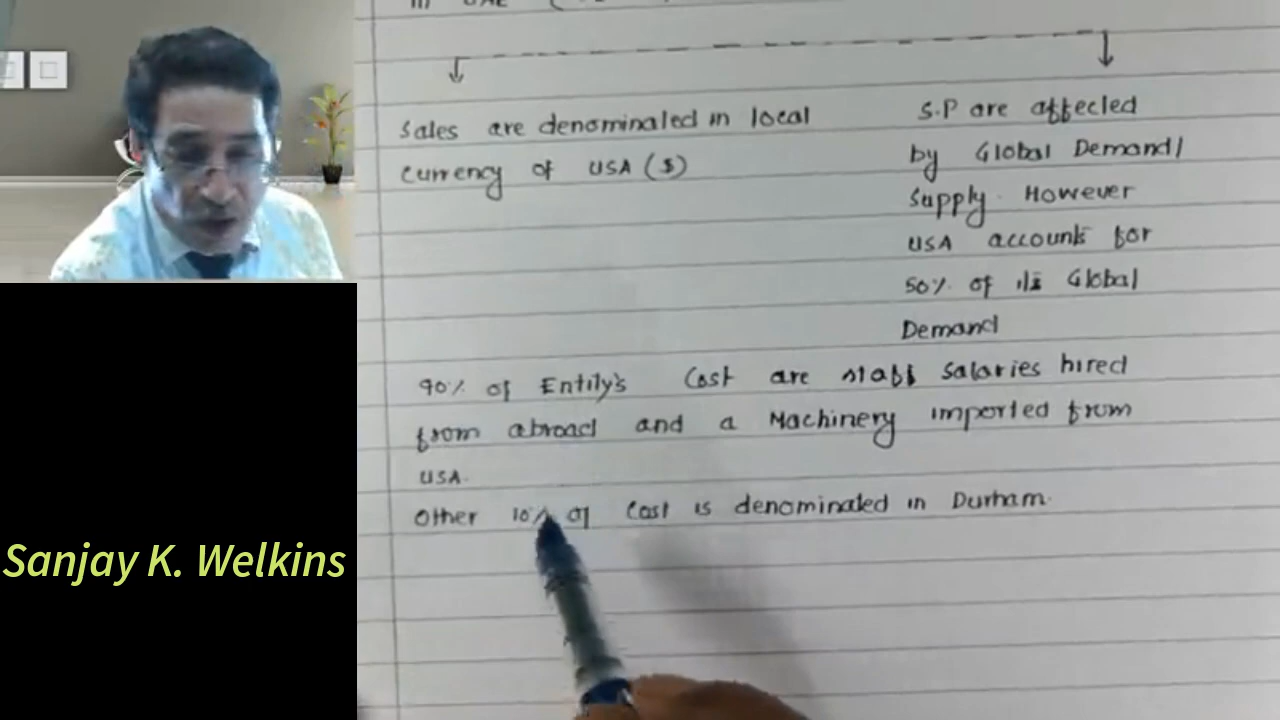 in UAE
Sales are denominated in local
currency of USA ($)
S.P are affected
by Global Demand/
Supply. However
USA accounts for
50% of its Global
Demand
90% of Entity's Cost are staff salaries hired
from abroad and a Machinery imported from
USA.
Other 10% of Cost is denominated in Durham.
Sanjay K. Welkins